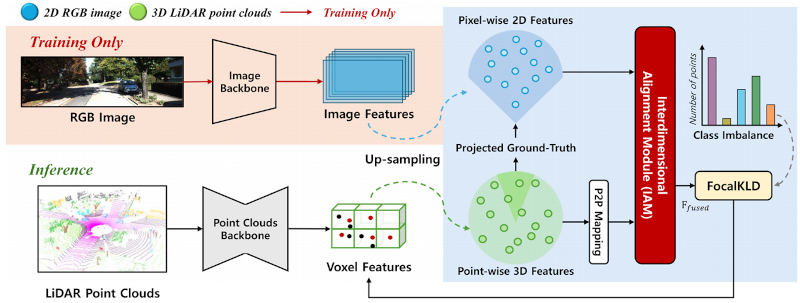 2D RGB image
3D LiDAR point clouds
Training Only
Training Only
RGB Image
Image
Backbone
Image Features
Pixel-wise 2D Features
Projected Ground-Truth
Up-sampling
Interdimensional
Alignment Module (IAM)
Number of points
Class Imbalance
FocalKLD
F_fused
Inference
LiDAR Point Clouds
Point Clouds
Backbone
Voxel Features
Point-wise 3D Features
P2P Mapping